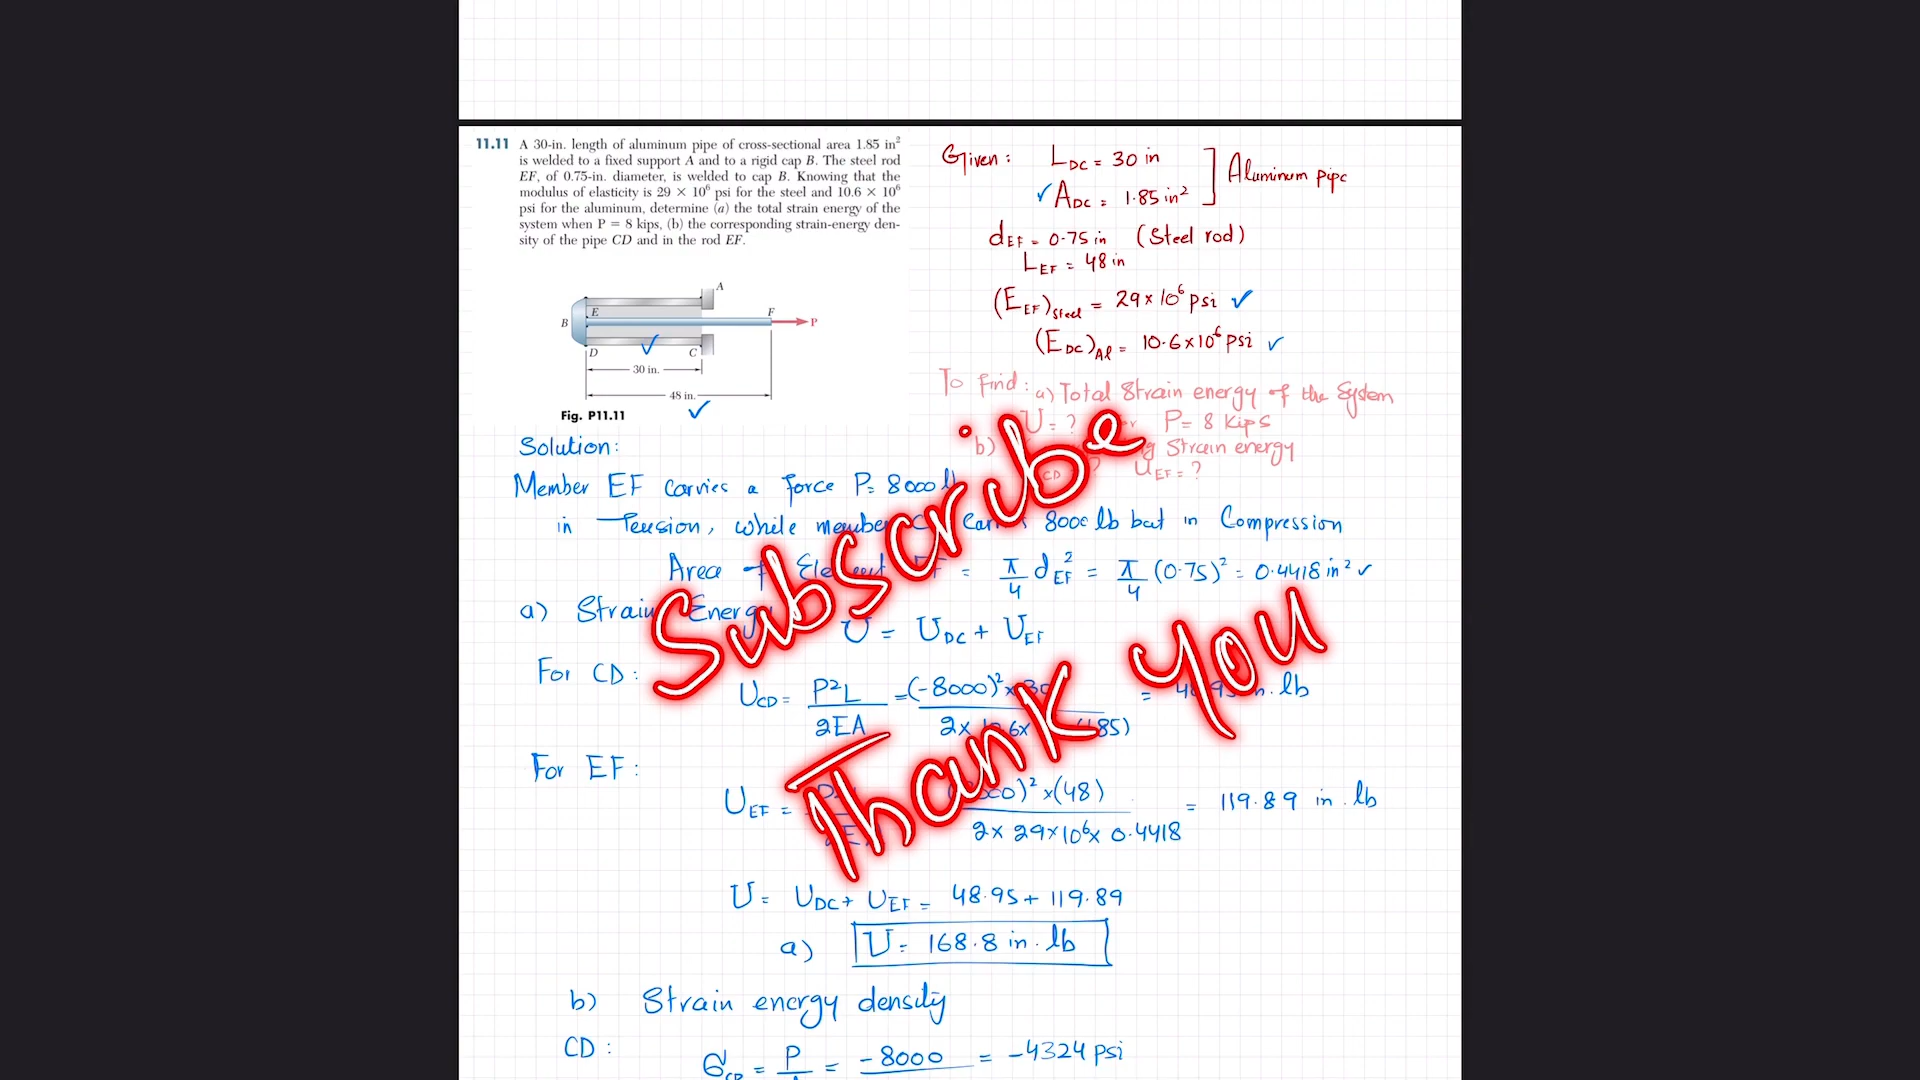 11.11 A 30-in. length of aluminum pipe of cross-sectional area 1.85 in²
is welded to a fixed support A and to a rigid cap B. The steel rod
EF, of 0.75-in. diameter, is welded to cap B. Knowing that the
modulus of elasticity is 29 × 10⁶ psi for the steel and 10.6 × 10⁶
psi for the aluminum, determine (a) the total strain energy of the
system when P = 8 kips, (b) the corresponding strain-energy den-
sity of the pipe CD and in the rod EF.
A
B E F P
D ✓ C
30 in.
48 in.
Fig. P11.11 ✓
Given: L_DC = 30 in
✓ A_DC = 1.85 in² ] Aluminum pipe
d_EF = 0.75 in (Steel rod)
L_EF = 48 in
(E_EF)_Steel = 29×10⁶ psi ✓
(E_DC)_Al = 10.6×10⁶ psi ✓
To find: a) Total Strain energy of the System
U = ? P = 8 Kips
b) Strain energy
CD ? U_EF = ?
Solution:
Member EF carries a force P = 8000
in Tension, while member 8000 lb but in Compression
Area of Element = π/4 d_EF² = π/4 (0.75)² = 0.4418 in² ✓
a) Strain Energy
U = U_DC + U_EF
For CD:
U_CD = P²L/2EA = (-8000)² × 30 / 2× 85) = lb
For EF:
U_EF = )² × (48) / 2 × 29×10⁶ × 0.4418 = 119.89 in. lb
U = U_DC + U_EF = 48.95 + 119.89
a) U = 168.8 in. lb
b) Strain energy density
CD:
σ_CD = P = -8000 = -4324 psi
Subscribe
Thank You